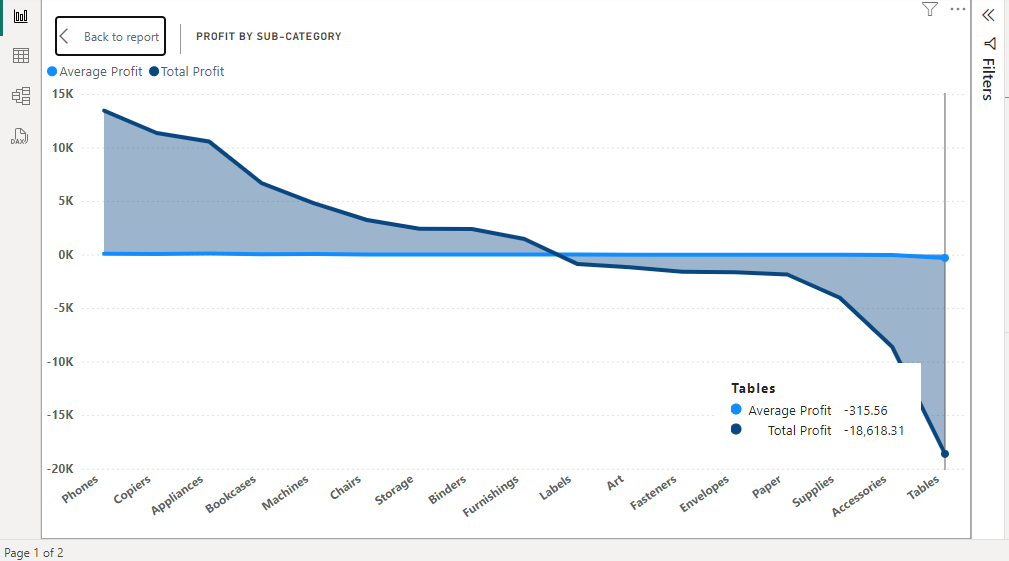 Back to report
PROFIT BY SUB-CATEGORY
Average Profit Total Profit
15K
10K
5K
0K
-5K
-10K
-15K
-20K
Tables
Average Profit -315.56
Total Profit -18,618.31
Phones
Copiers
Appliances
Bookcases
Machines
Chairs
Storage
Binders
Furnishings
Labels
Art
Fasteners
Envelopes
Paper
Supplies
Accessories
Tables
Filters
DAX
Page 1 of 2